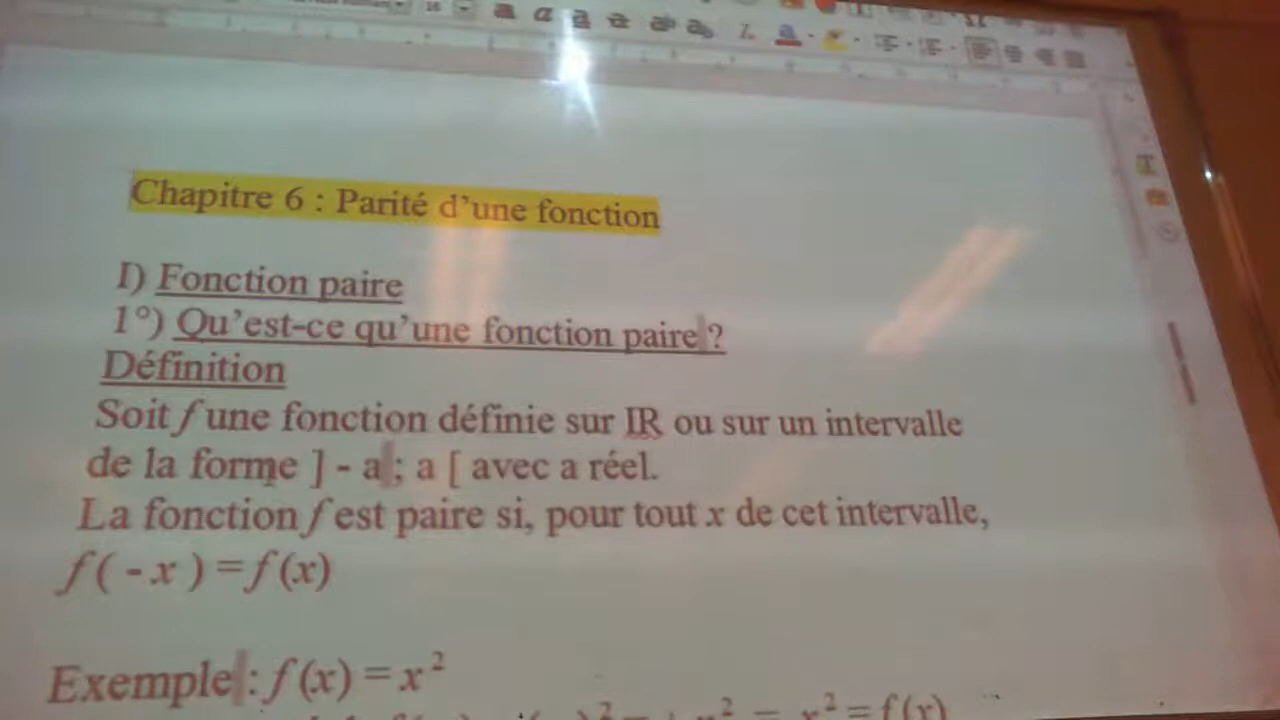 16
Chapitre 6 : Parité d'une fonction
I) Fonction paire
1°) Qu'est-ce qu'une fonction paire ?
Définition
Soit f une fonction définie sur IR ou sur un intervalle
de la forme ] - a ; a [ avec a réel.
La fonction f est paire si, pour tout x de cet intervalle,
f( -x ) = f(x)
Exemple : f(x) = x²
x² = f(x)